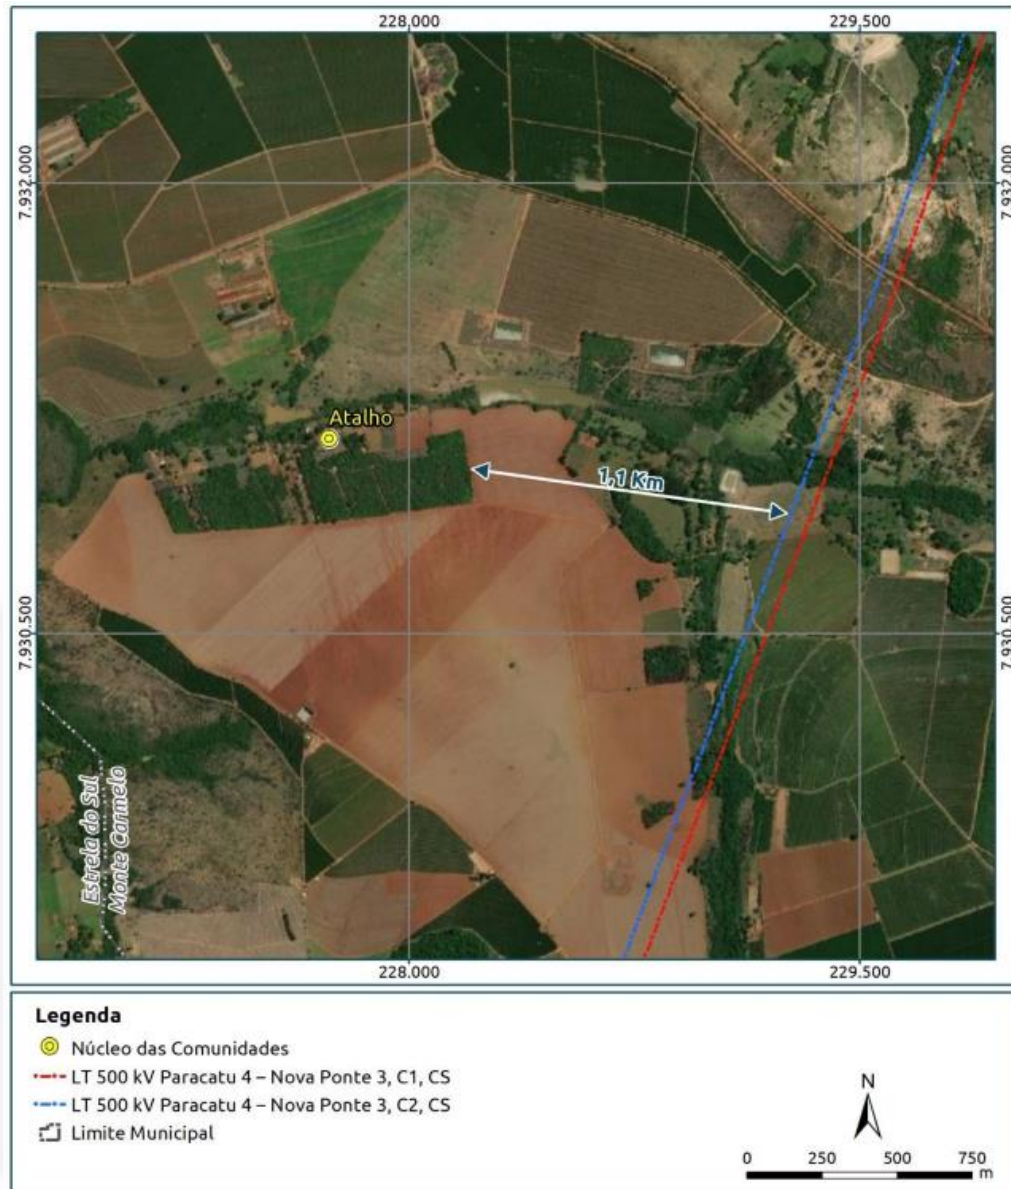 228.000 229.500
7.932.000 7.932.000
Atalho
1,1 Km
7.930.500 7.930.500
Estrela do Sul
Monte Carmelo
228.000 229.500
Legenda
Núcleo das Comunidades
LT 500 kV Paracatu 4 – Nova Ponte 3, C1, CS
LT 500 kV Paracatu 4 – Nova Ponte 3, C2, CS
Limite Municipal
N
0 250 500 750
m